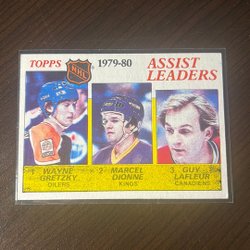 TOPPS
NHL
1979-80
ASSIST
LEADERS
1 WAYNE GRETZKY
OILERS
2 MARCEL DIONNE
KINGS
3 GUY LAFLEUR
CANADIENS